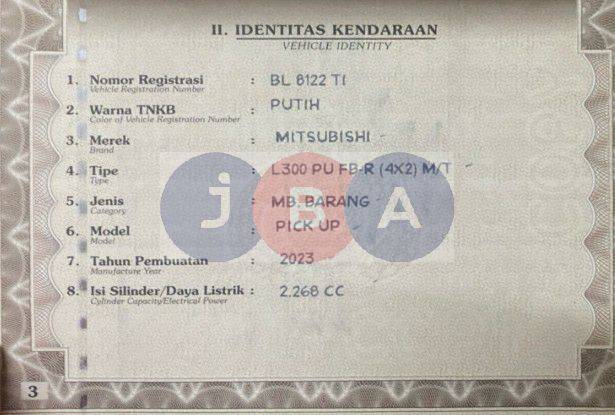 II. IDENTITAS KENDARAAN
VEHICLE IDENTITY
1. Nomor Registrasi : BL 8122 TI
Vehicle Registration Number
2. Warna TNKB : PUTIH
Color of Vehicle Registration Number
3. Merek : MITSUBISHI -
Brand
4. Tipe : L300 PU FB-R (4X2) M/T -
Type
5. Jenis : MB. BARANG -
Category
6. Model : PICK UP -
Model
7. Tahun Pembuatan : 2023
Manufacture Year
8. Isi Silinder/Daya Listrik : 2.268 CC
Cylinder Capacity/Electrical Power
JBA
3